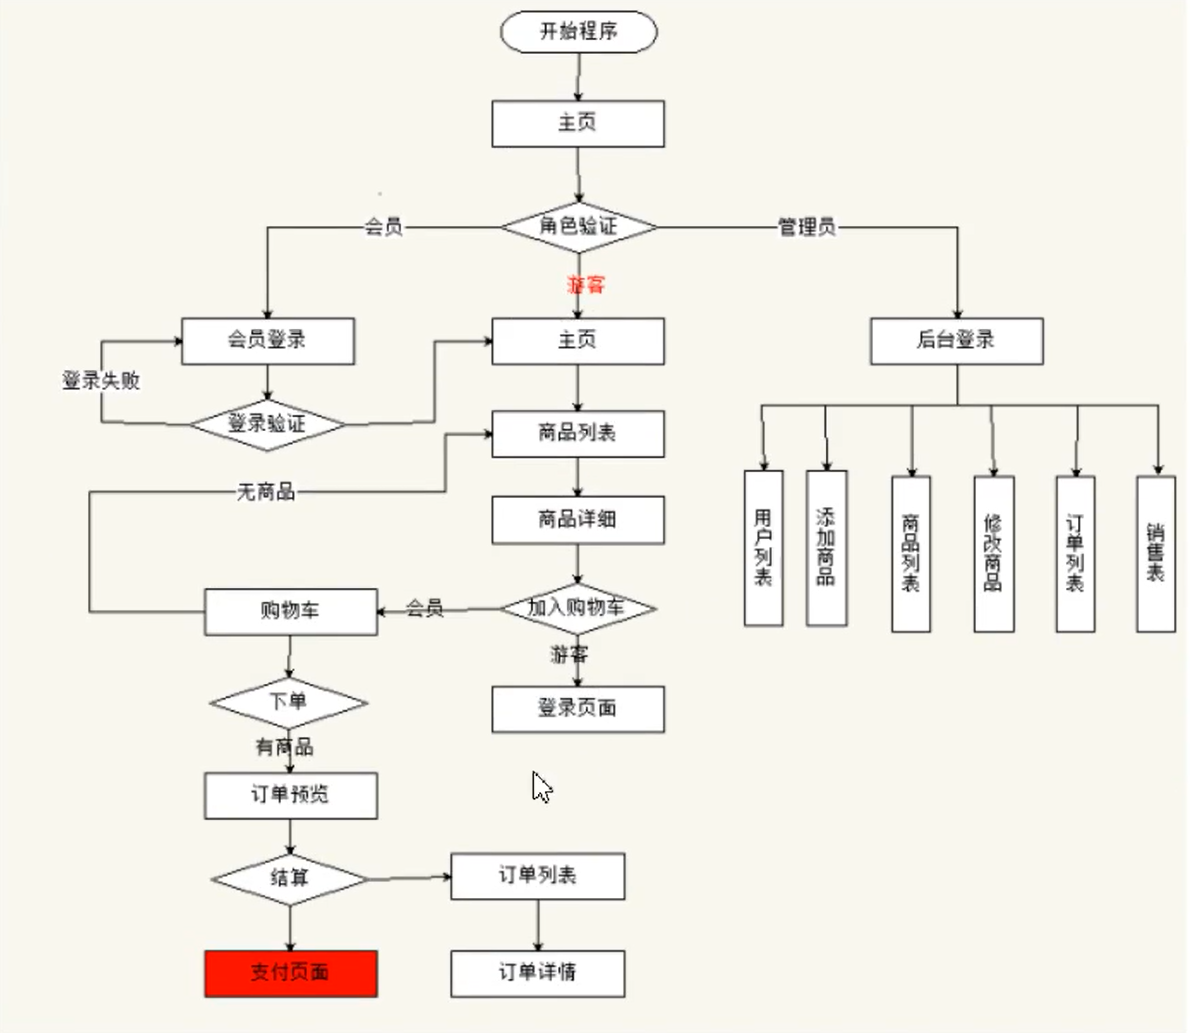 开始程序
主页
角色验证
会员
管理员
游客
会员登录
主页
后台登录
登录失败
登录验证
商品列表
无商品
商品详细
用户列表
添加商品
商品列表
修改商品
订单列表
销售表
购物车
会员
加入购物车
游客
下单
登录页面
有商品
订单预览
结算
订单列表
支付页面
订单详情